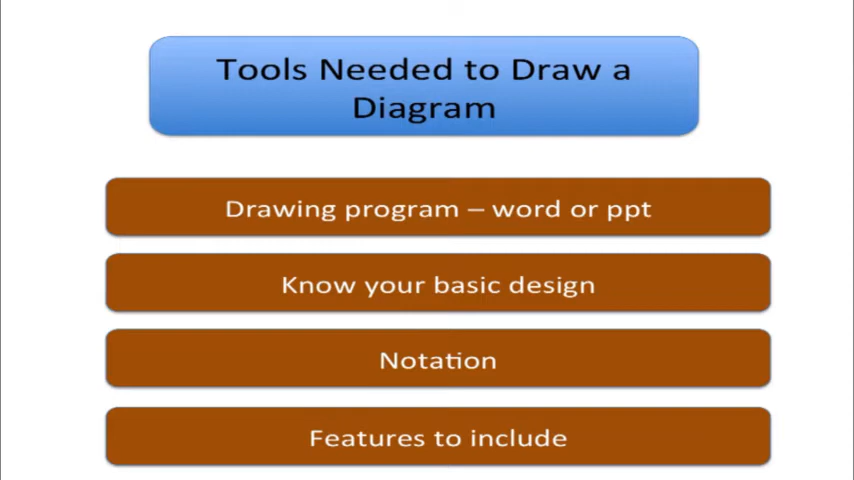 Tools Needed to Draw a
Diagram
Drawing program – word or ppt
Know your basic design
Notation
Features to include